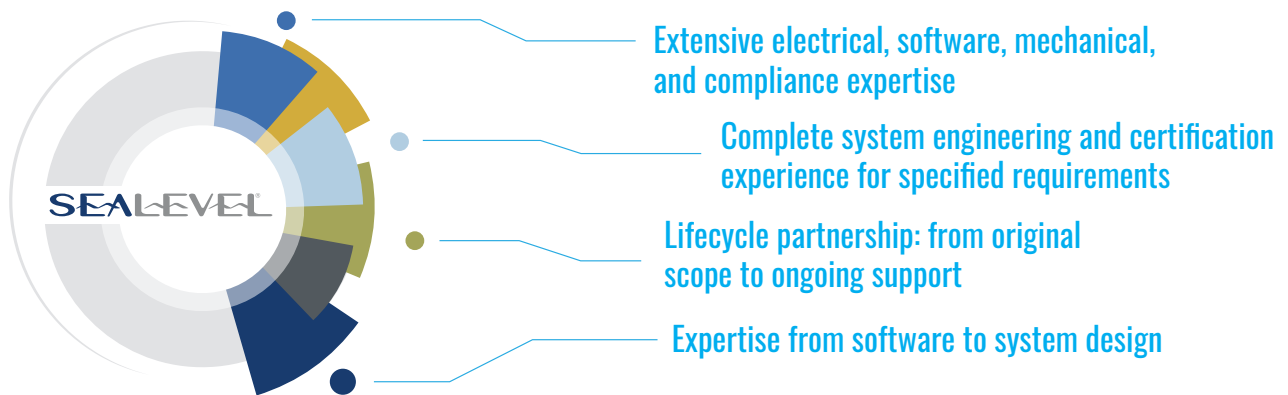 Extensive electrical, software, mechanical,
and compliance expertise
Complete system engineering and certification
experience for specified requirements
SEALEVEL®
Lifecycle partnership: from original
scope to ongoing support
Expertise from software to system design